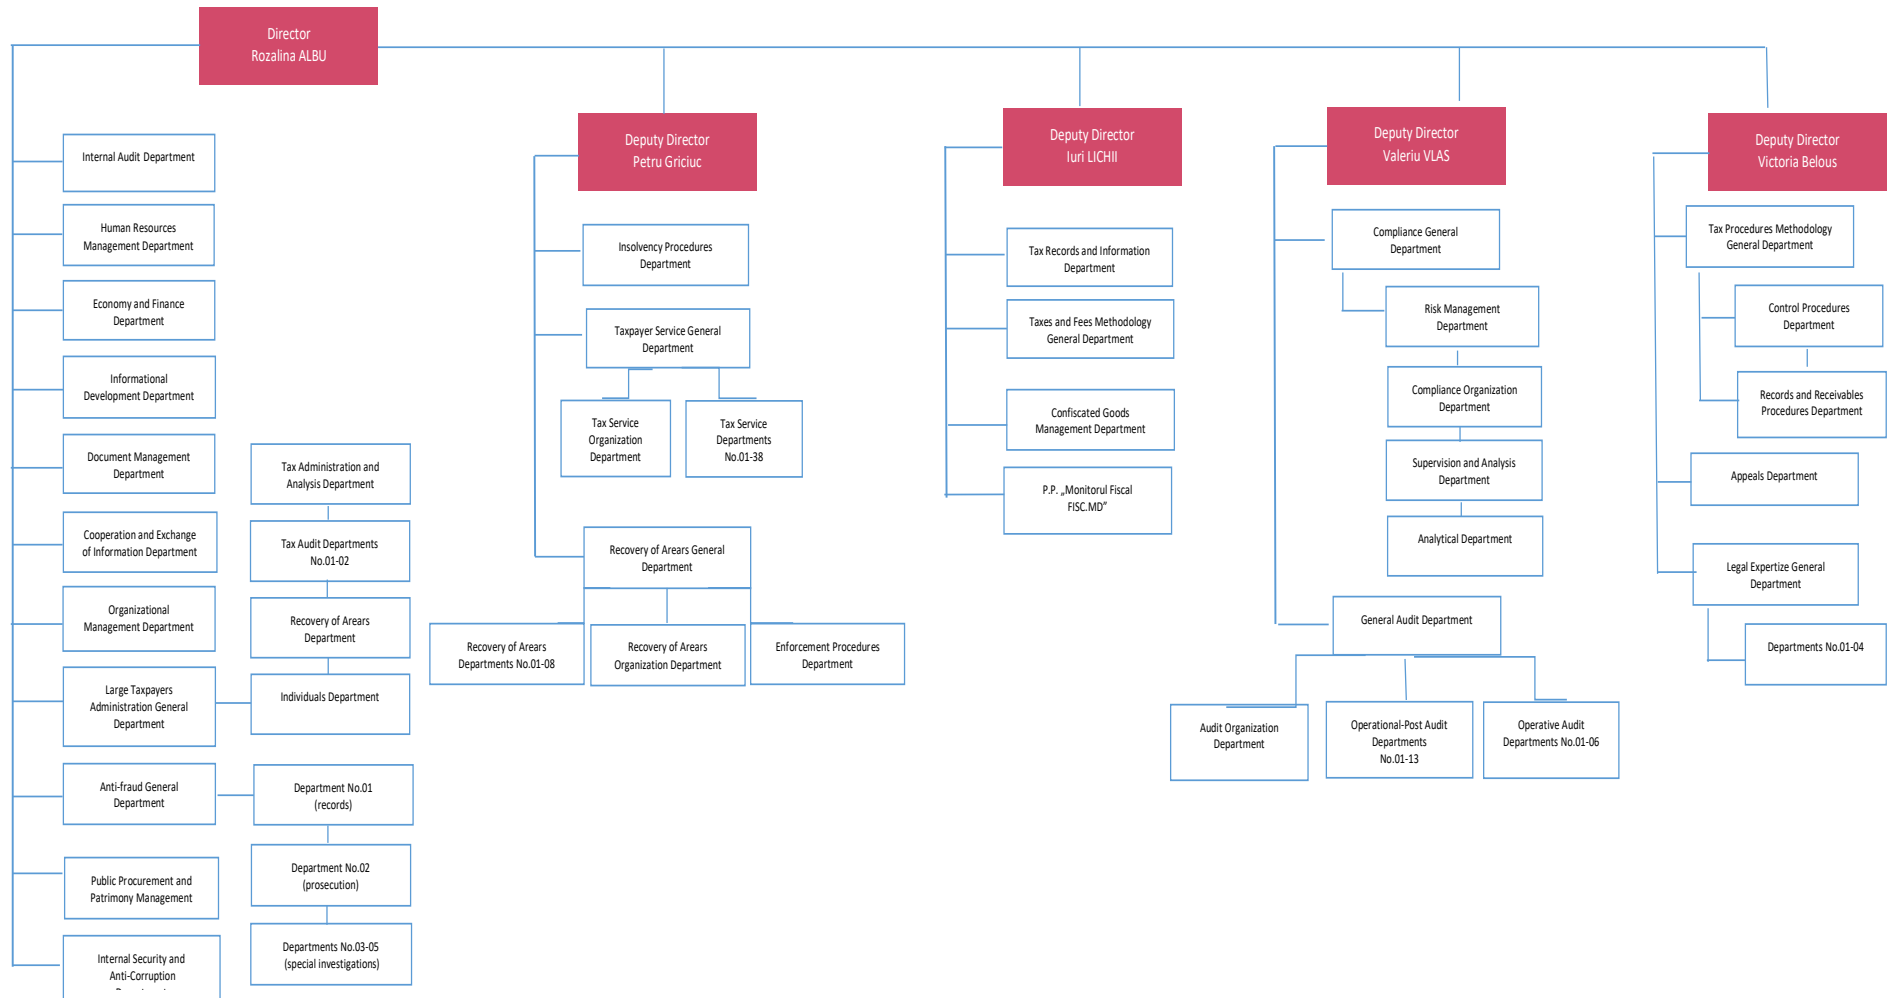 Director
Rozalina ALBU
Internal Audit Department
Human Resources
Management Department
Economy and Finance
Department
Informational
Development Department
Document Management
Department
Cooperation and Exchange
of Information Department
Organizational
Management Department
Large Taxpayers
Administration General
Department
Anti-fraud General
Department
Public Procurement and
Patrimony Management
Internal Security and
Anti-Corruption
Tax Administration and
Analysis Department
Tax Audit Departments
No.01-02
Recovery of Arears
Department
Individuals Department
Department No.01
(records)
Department No.02
(prosecution)
Departments No.03-05
(special investigations)
Deputy Director
Petru Griciuc
Insolvency Procedures
Department
Taxpayer Service General
Department
Tax Service
Organization
Department
Tax Service
Departments
No.01-38
Recovery of Arears General
Department
Recovery of Arears
Departments No.01-08
Recovery of Arears
Organization Department
Enforcement Procedures
Department
Deputy Director
Iuri LICHII
Tax Records and Information
Department
Taxes and Fees Methodology
General Department
Confiscated Goods
Management Department
P.P. „Monitorul Fiscal
FISC.MD”
Deputy Director
Valeriu VLAS
Compliance General
Department
Risk Management
Department
Compliance Organization
Department
Supervision and Analysis
Department
Analytical Department
General Audit Department
Audit Organization
Department
Operational-Post Audit
Departments
No.01-13
Operative Audit
Departments No.01-06
Deputy Director
Victoria Belous
Tax Procedures Methodology
General Department
Control Procedures
Department
Records and Receivables
Procedures Department
Appeals Department
Legal Expertize General
Department
Departments No.01-04